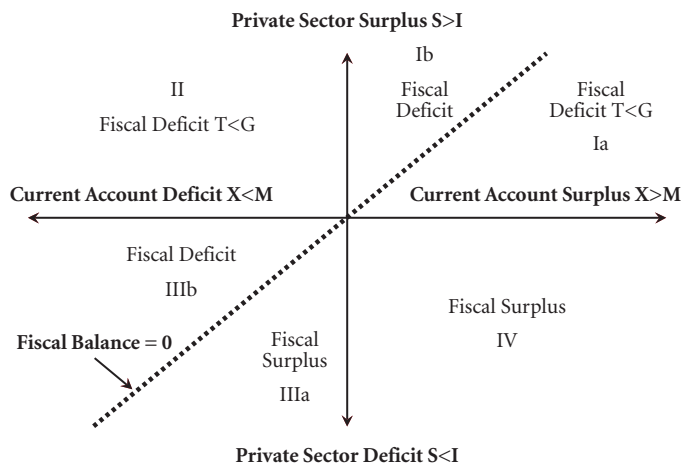 Private Sector Surplus S>I
Ib
II
Fiscal Deficit T<G
Fiscal
Deficit
Fiscal
Deficit T<G
Ia
Current Account Deficit X<M
Current Account Surplus X>M
Fiscal Deficit
IIIb
Fiscal Surplus
IV
Fiscal Balance = 0
Fiscal
Surplus
IIIa
Private Sector Deficit S<I